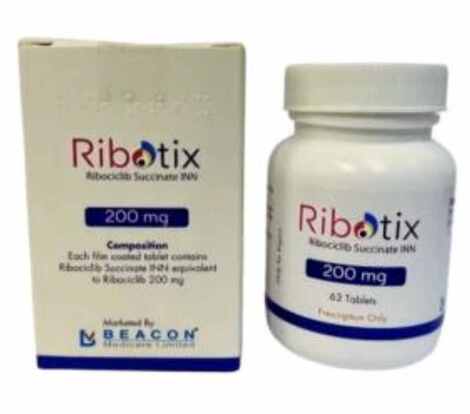 Ribotix
Ribociclib Succinate INN
200 mg
Composition
Each film coated tablet contains
Ribociclib Succinate INN equivalent
to Ribociclib 200 mg
Marketed By
BEACON
Medicare Limited
Ribotix
Ribociclib Succinate INN
200 mg
63 Tablets
Prescription Only